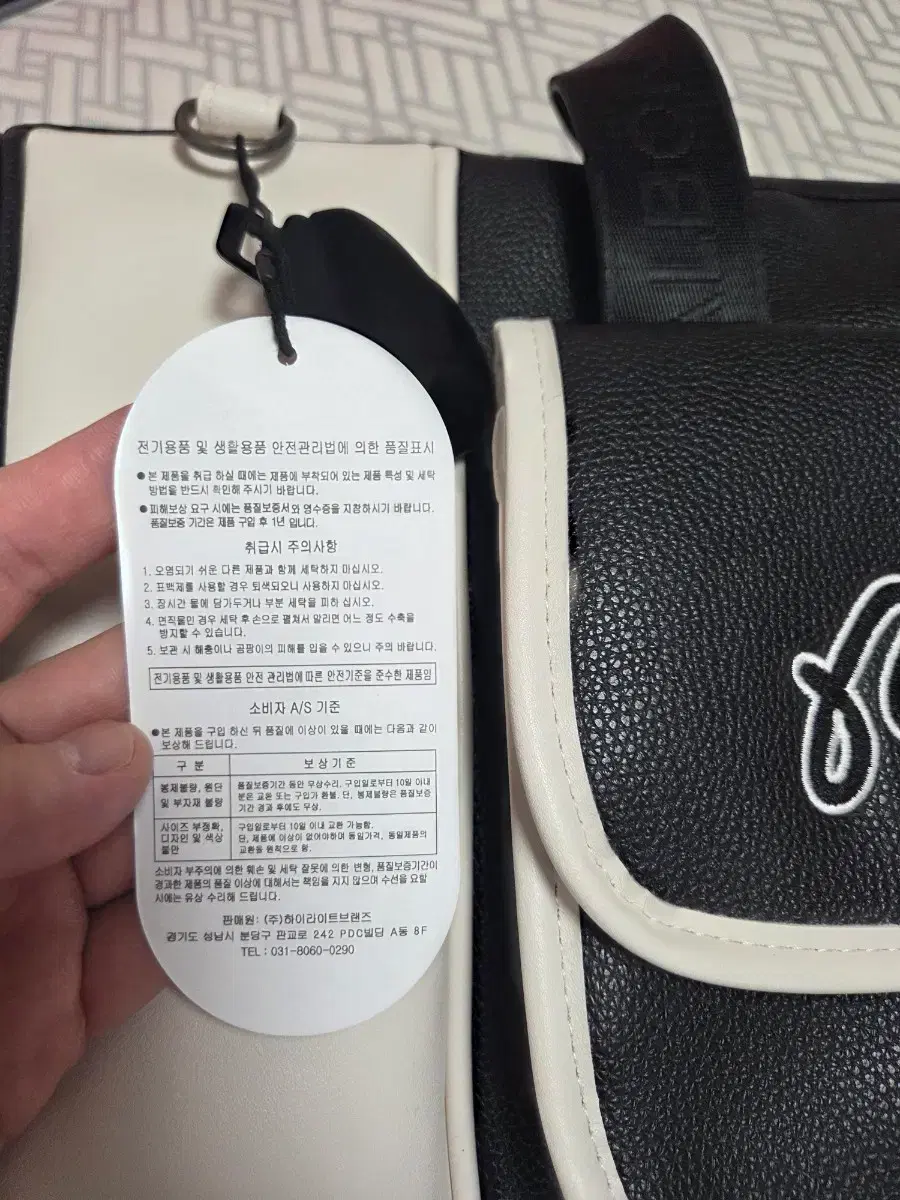 전기용품 및 생활용품 안전관리법에 의한 품질표시
●본 제품을 취급 하실 때에는 제품에 부착되어 있는 제품 특성 및 세탁
방법을 반드시 확인해 주시기 바랍니다.
●피해보상 요구 시에는 품질보증서와 영수증을 지참하시기 바랍니다.
품질보증 기간은 제품 구입 후 1년 입니다.
취급시 주의사항
1. 오염되기 쉬운 다른 제품과 함께 세탁하지 마십시오.
2. 표백제를 사용할 경우 퇴색되오니 사용하지 마십시오.
3. 장시간 물에 담가두거나 부분 세탁을 피하 십시오.
4. 면직물인 경우 세탁 후 손으로 펼쳐서 말리면 어느 정도 수축을
방지할 수 있습니다.
5. 보관 시 해충이나 곰팡이의 피해를 입을 수 있으니 주의 바랍니다.
전기용품 및 생활용품 안전 관리법에 따른 안전기준을 준수한 제품임
소비자 A/S 기준
●본 제품을 구입 하신 뒤 품질에 이상이 있을 때에는 다음과 같이
보상해 드립니다.
구 분 보 상 기 준
봉제불량, 원단
및 부자재 불량
품질보증기간 동안 무상수리, 구입일로부터 10일 이내
분은 교환 또는 구입가 환불. 단, 봉제불량은 품질보증
기간 경과 후에도 무상.
사이즈 부정확,
디자인 및 색상
불만
구입일로부터 10일 이내 교환 가능함.
단, 제품에 이상이 없어야하며 동일가격, 동일제품의
교환을 원칙으로 함.
소비자 부주의에 의한 훼손 및 세탁 잘못에 의한 변형, 품질보증기간이
경과한 제품의 품질 이상에 대해서는 책임을 지지 않으며 수선을 요할
시에는 유상 수리해 드립니다.
판매원: (주)하이라이트브랜즈
경기도 성남시 분당구 판교로 242 PDC빌딩 A동 8F
TEL : 031-8060-0290